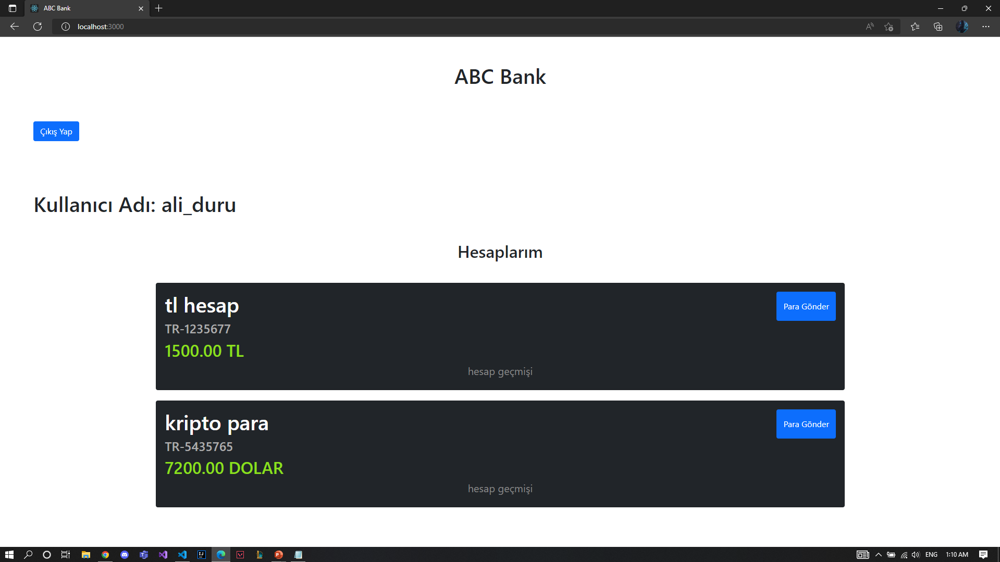 ABC Bank
localhost:3000
ABC Bank
Çıkış Yap
Kullanıcı Adı: ali_duru
Hesaplarım
tl hesap
Para Gönder
TR-1235677
1500.00 TL
hesap geçmişi
kripto para
Para Gönder
TR-5435765
7200.00 DOLAR
hesap geçmişi
ENG
1:10 AM